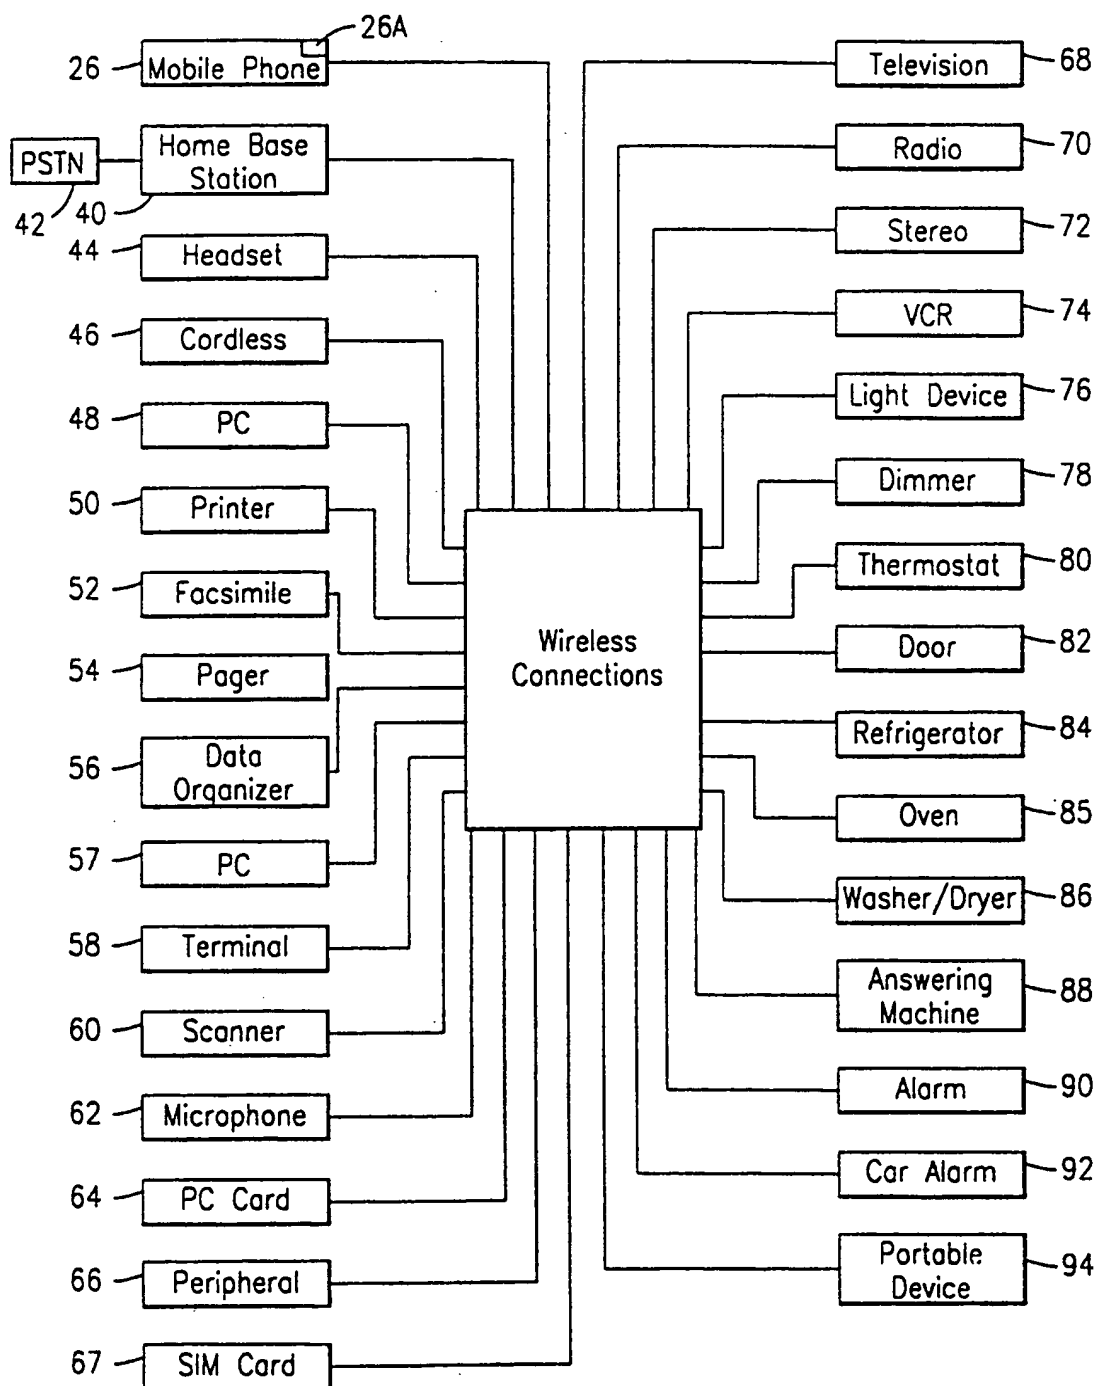 26A
26
Mobile Phone
PSTN
42
Home Base
Station
40
44
Headset
46
Cordless
48
PC
50
Printer
52
Facsimile
54
Pager
56
Data
Organizer
57
PC
58
Terminal
60
Scanner
62
Microphone
64
PC Card
66
Peripheral
67
SIM Card
Wireless
Connections
Television
68
Radio
70
Stereo
72
VCR
74
Light Device
76
Dimmer
78
Thermostat
80
Door
82
Refrigerator
84
Oven
85
Washer/Dryer
86
Answering
Machine
88
Alarm
90
Car Alarm
92
Portable
Device
94